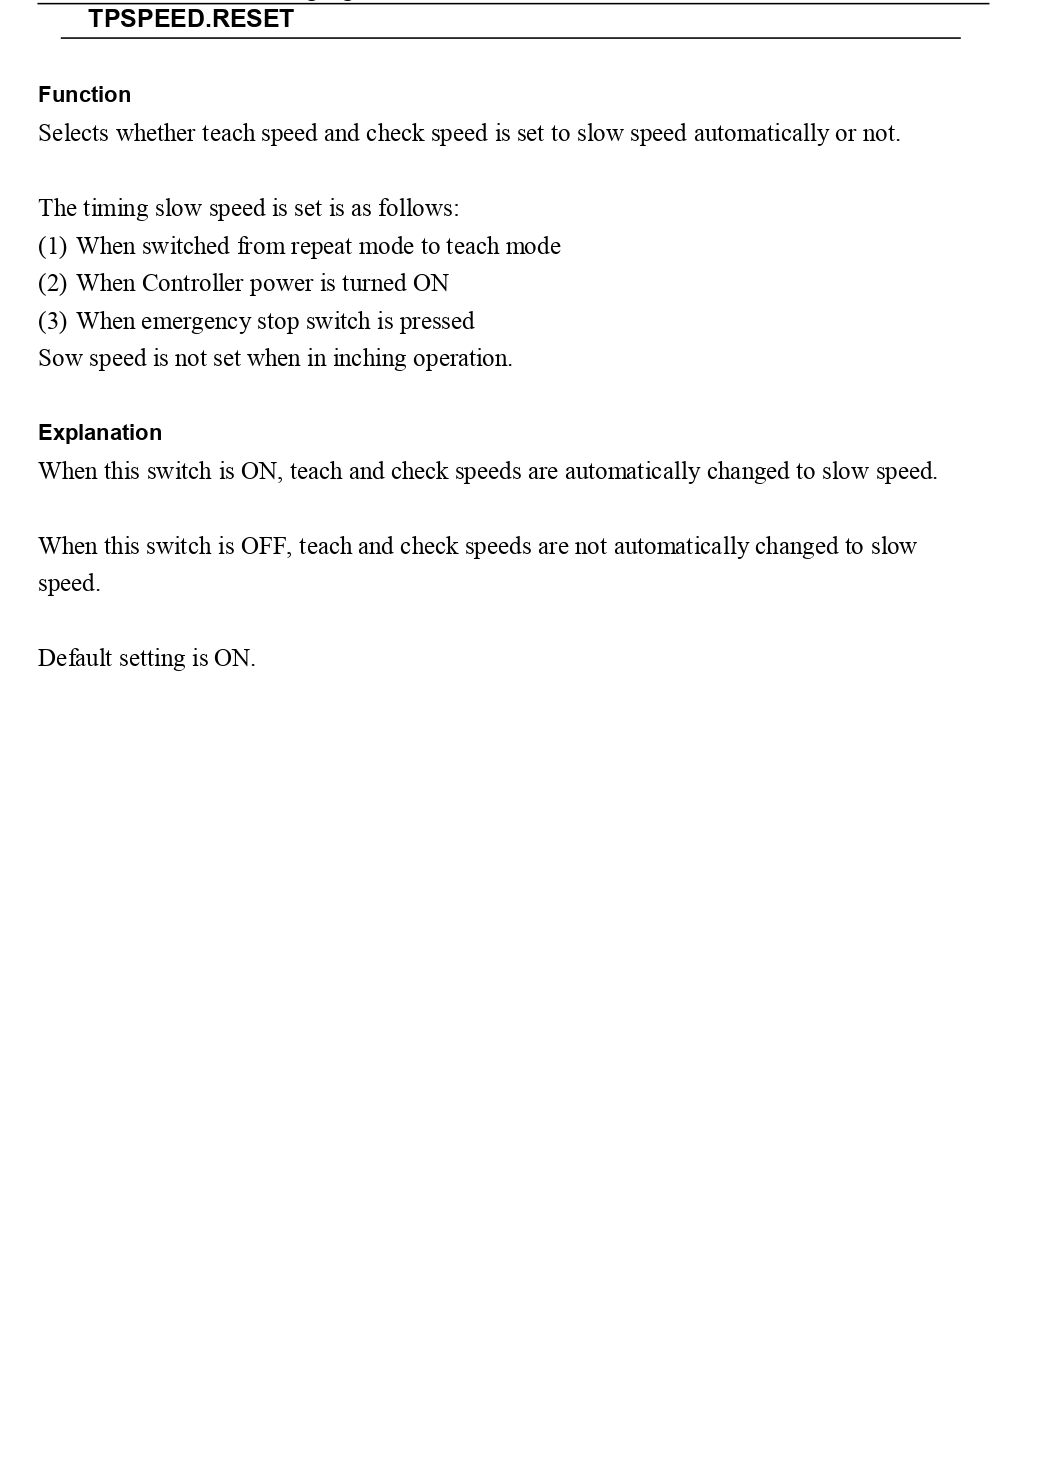 TPSPEED.RESET
Function
Selects whether teach speed and check speed is set to slow speed automatically or not.
The timing slow speed is set is as follows:
(1) When switched from repeat mode to teach mode
(2) When Controller power is turned ON
(3) When emergency stop switch is pressed
Sow speed is not set when in inching operation.
Explanation
When this switch is ON, teach and check speeds are automatically changed to slow speed.
When this switch is OFF, teach and check speeds are not automatically changed to slow
speed.
Default setting is ON.